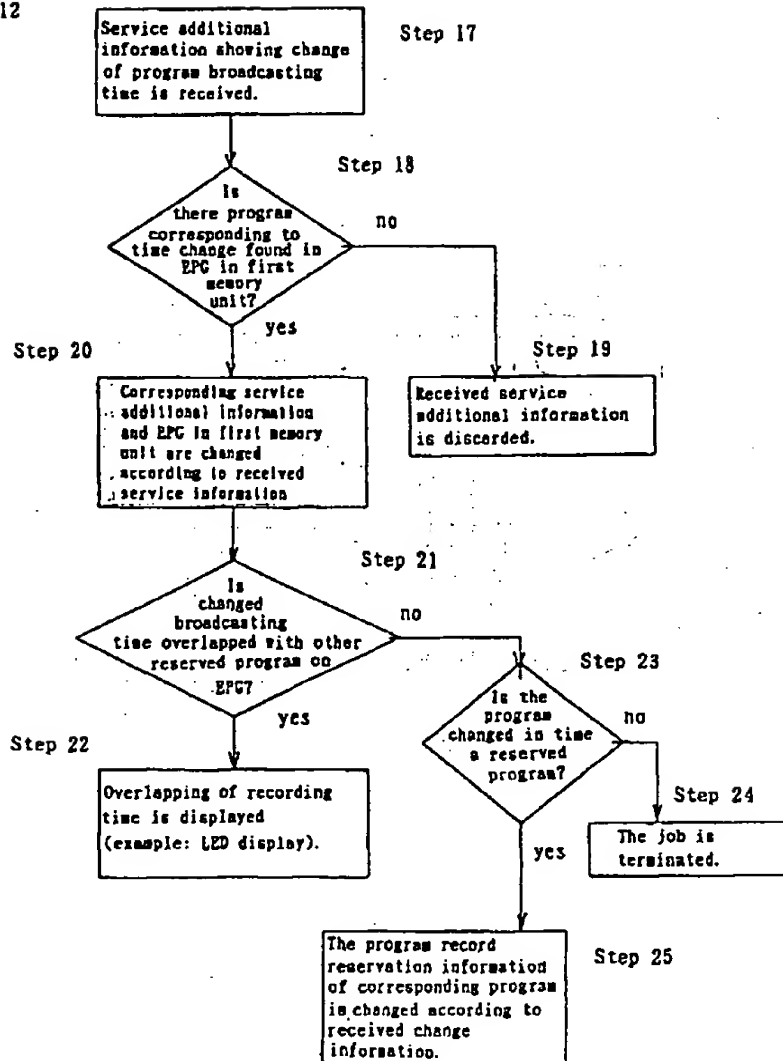 12
Service additional
information showing change
of program broadcasting
time is received.
Step 17
Step 18
Is
there program
corresponding to
time change found in
EPG in first
memory
unit?
no
yes
Step 20
Step 19
Corresponding service
additional information
and EPG in first memory
unit are changed
according to received
service information
Received service
additional information
is discarded.
Step 21
Is
changed
broadcasting
time overlapped with other
reserved program on
EPG?
no
yes
Step 23
Is the
program
changed in time
a reserved
program?
no
Step 22
Overlapping of recording
time is displayed
(example: LED display).
Step 24
The job is
terminated.
yes
Step 25
The program record
reservation information
of corresponding program
is changed according to
received change
information.